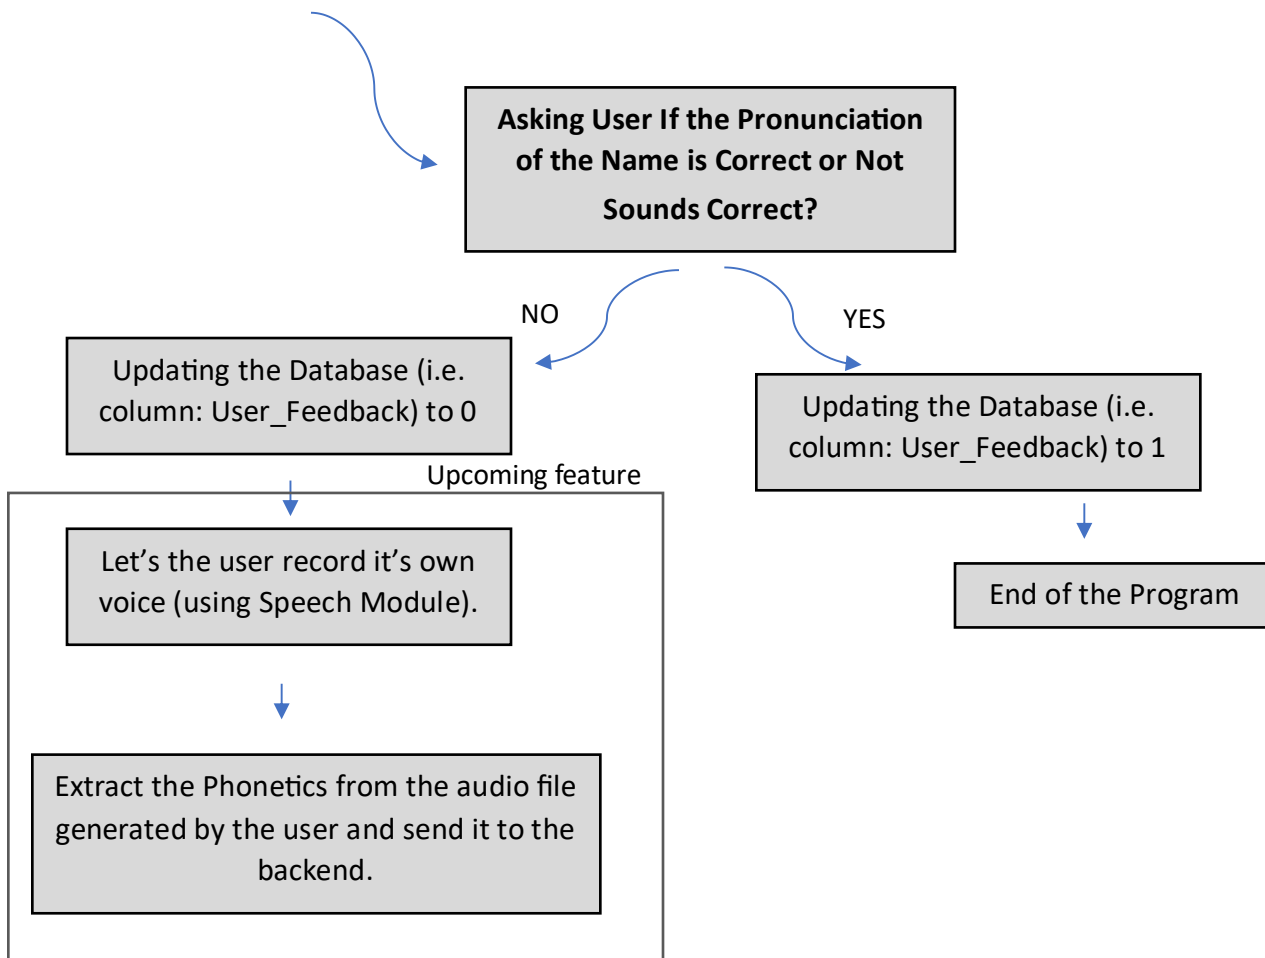 Asking User If the Pronunciation
of the Name is Correct or Not
Sounds Correct?
NO
YES
Updating the Database (i.e.
column: User_Feedback) to 0
Updating the Database (i.e.
column: User_Feedback) to 1
Upcoming feature
Let’s the user record it’s own
voice (using Speech Module).
End of the Program
Extract the Phonetics from the audio file
generated by the user and send it to the
backend.